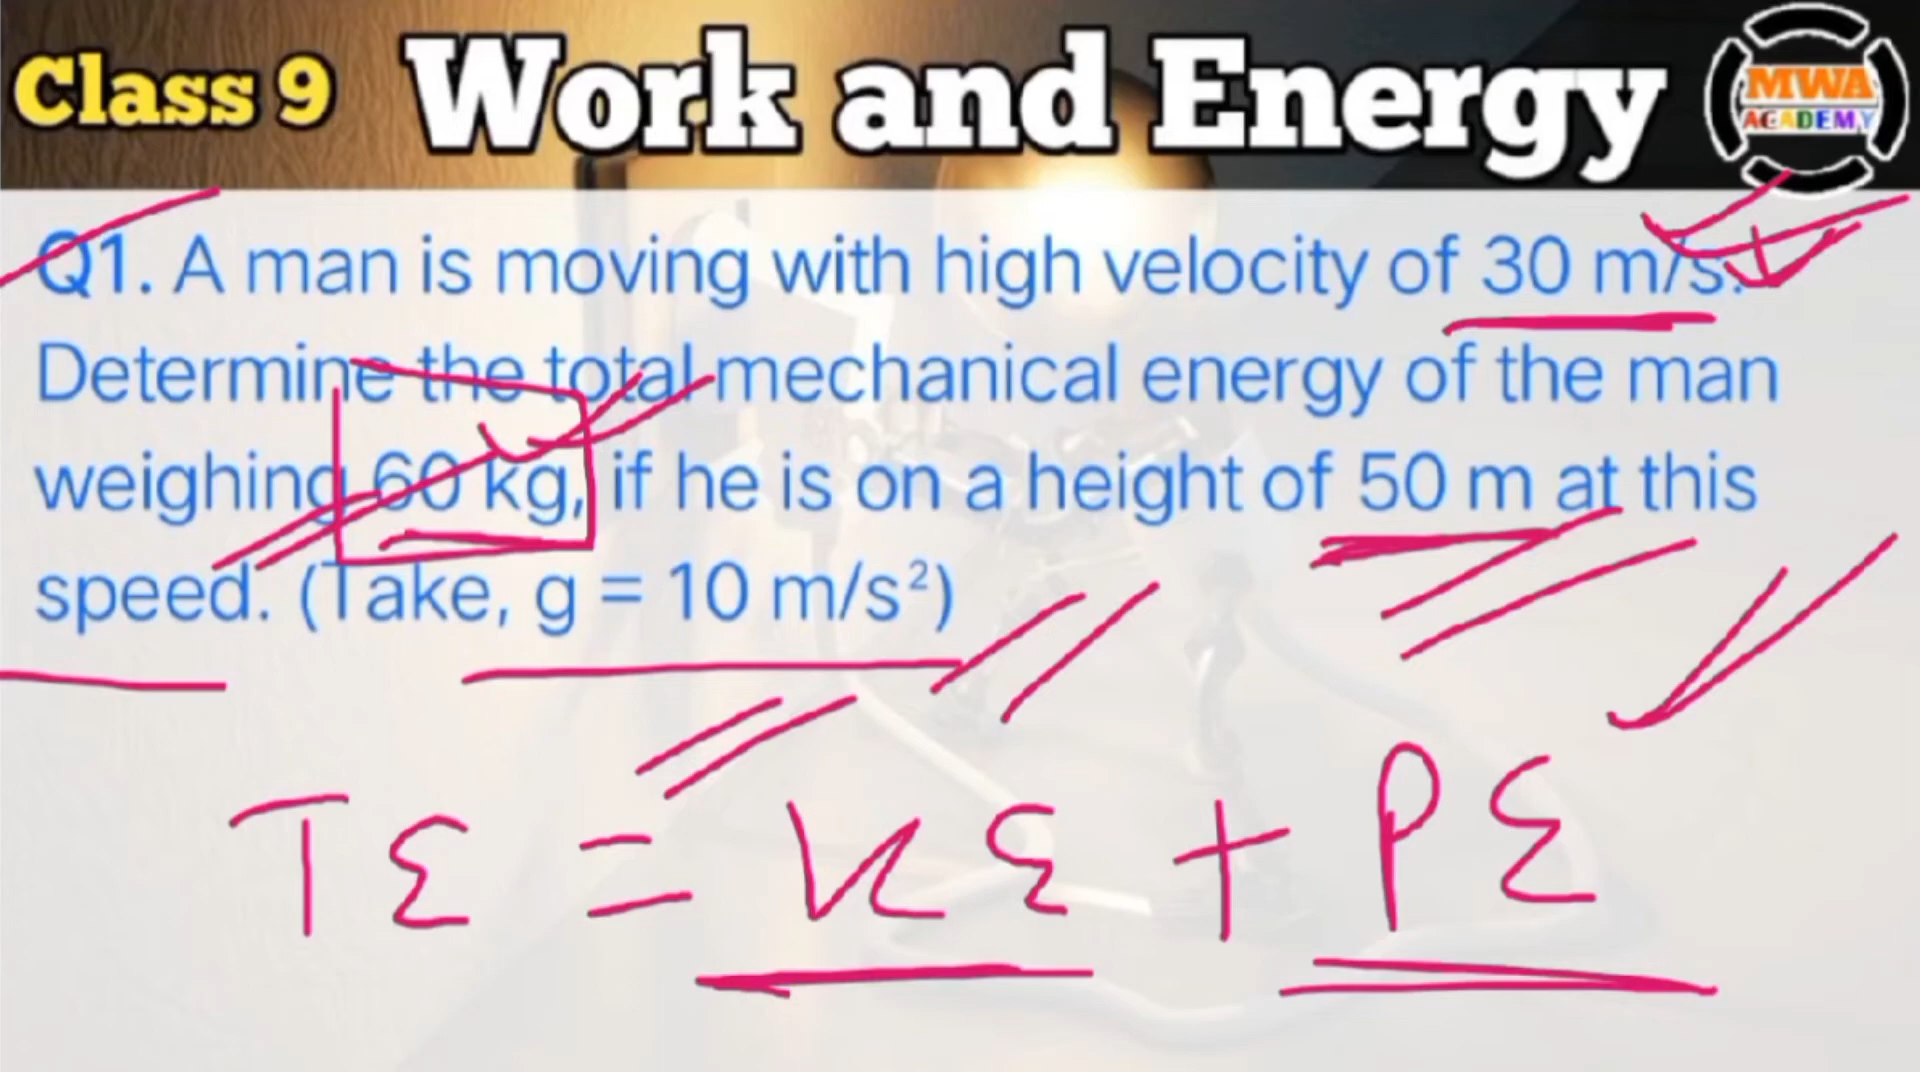 Class 9 Work and Energy
MWA
ACADEMY
Q1. A man is moving with high velocity of 30 m/s.
Determine the total mechanical energy of the man
weighing 60 kg, if he is on a height of 50 m at this
speed. (Take, g = 10 m/s²)
TE = KE + PE